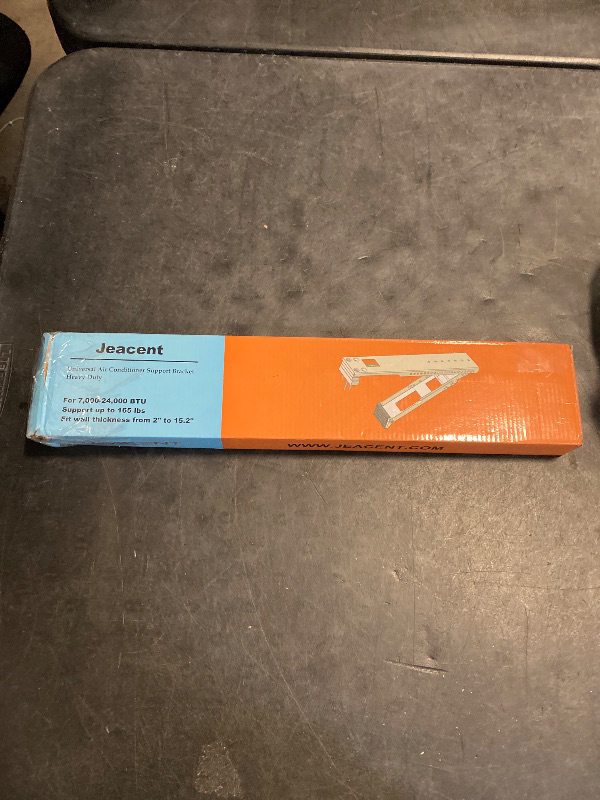 Jeacent
Universal Air Conditioner Support Bracket
Heavy Duty
For 7,000-24,000 BTU
Support up to 165 lbs
Fit wall thickness from 2" to 15.2"
WWW.JEACENT.COM